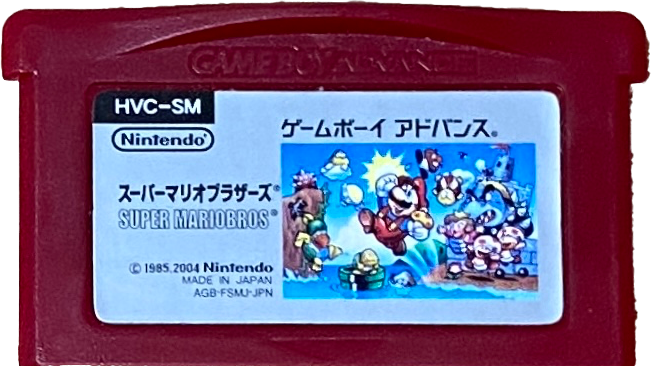 GAME BOY ADVANCE
HVC-SM
Nintendo®
ゲームボーイ アドバンス®
スーパーマリオブラザーズ®
SUPER MARIOBROS®
© 1985,2004 Nintendo
MADE IN JAPAN
AGB-FSMJ-JPN